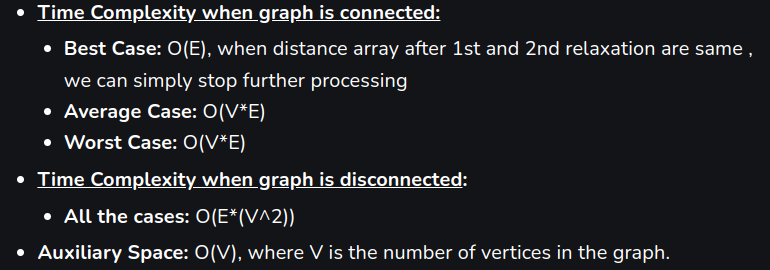 • Time Complexity when graph is connected:
• Best Case: O(E), when distance array after 1st and 2nd relaxation are same ,
we can simply stop further processing
• Average Case: O(V*E)
• Worst Case: O(V*E)
• Time Complexity when graph is disconnected:
• All the cases: O(E*(V^2))
• Auxiliary Space: O(V), where V is the number of vertices in the graph.